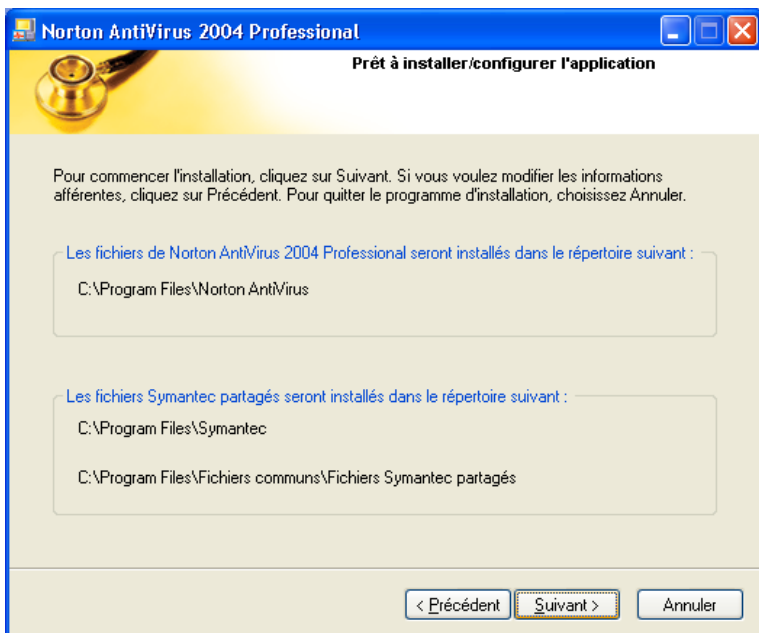 Norton AntiVirus 2004 Professional
Prêt à installer/configurer l'application
Pour commencer l'installation, cliquez sur Suivant. Si vous voulez modifier les informations
afférentes, cliquez sur Précédent. Pour quitter le programme d'installation, choisissez Annuler.
Les fichiers de Norton AntiVirus 2004 Professional seront installés dans le répertoire suivant :
C:\Program Files\Norton AntiVirus
Les fichiers Symantec partagés seront installés dans le répertoire suivant :
C:\Program Files\Symantec
C:\Program Files\Fichiers communs\Fichiers Symantec partagés
< Précédent Suivant > Annuler